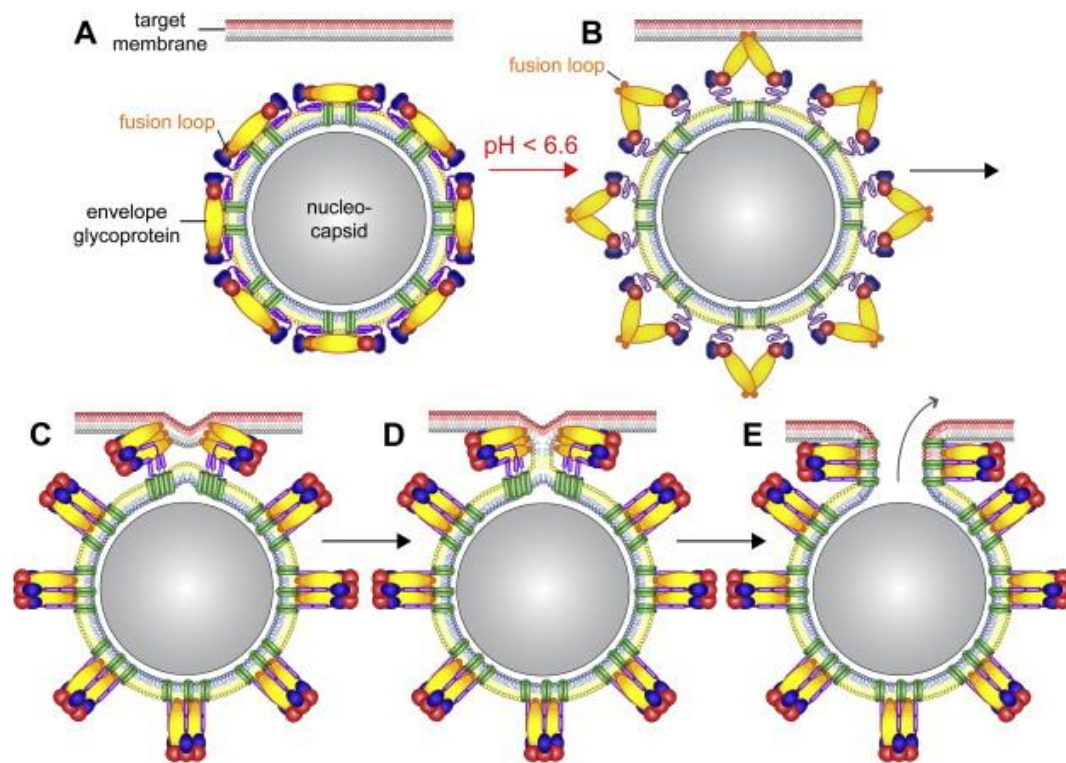 A
target
membrane
fusion loop
envelope
glycoprotein
nucleo-
capsid
pH < 6.6
B
fusion loop
C
D
E